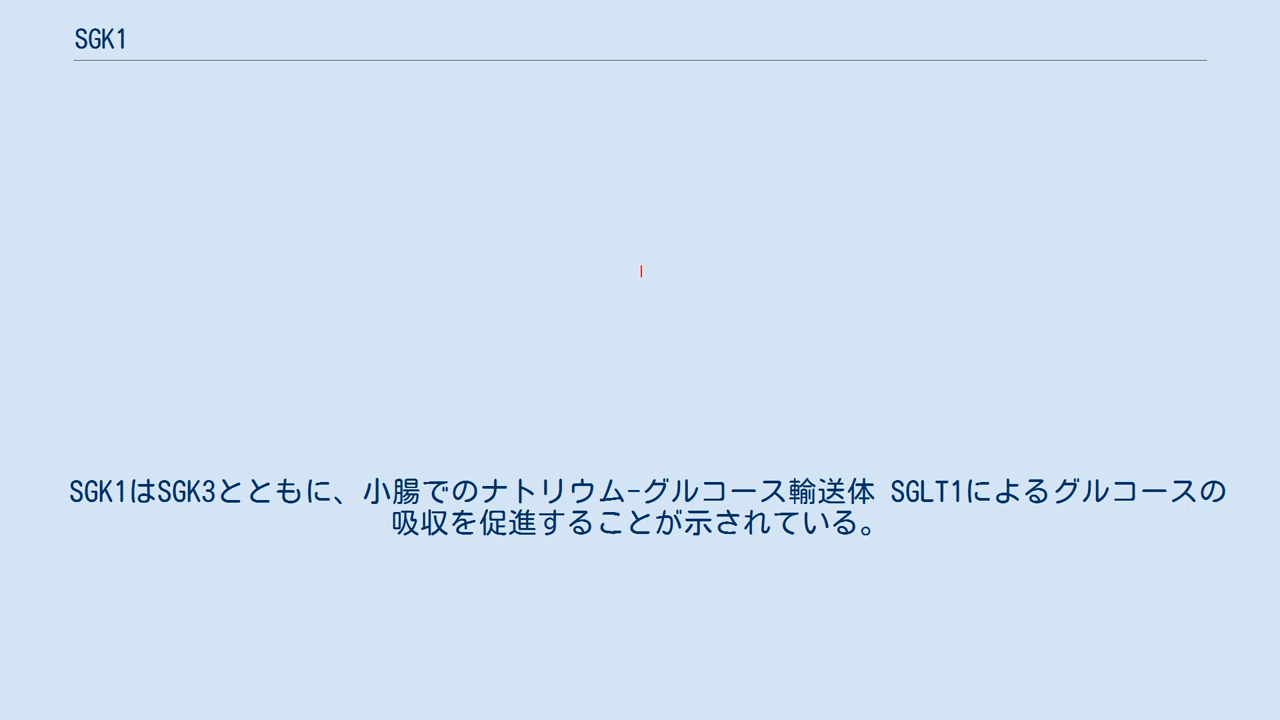 SGK1
SGK1はSGK3とともに、小腸でのナトリウム-グルコース輸送体 SGLT1によるグルコースの
吸収を促進することが示されている。